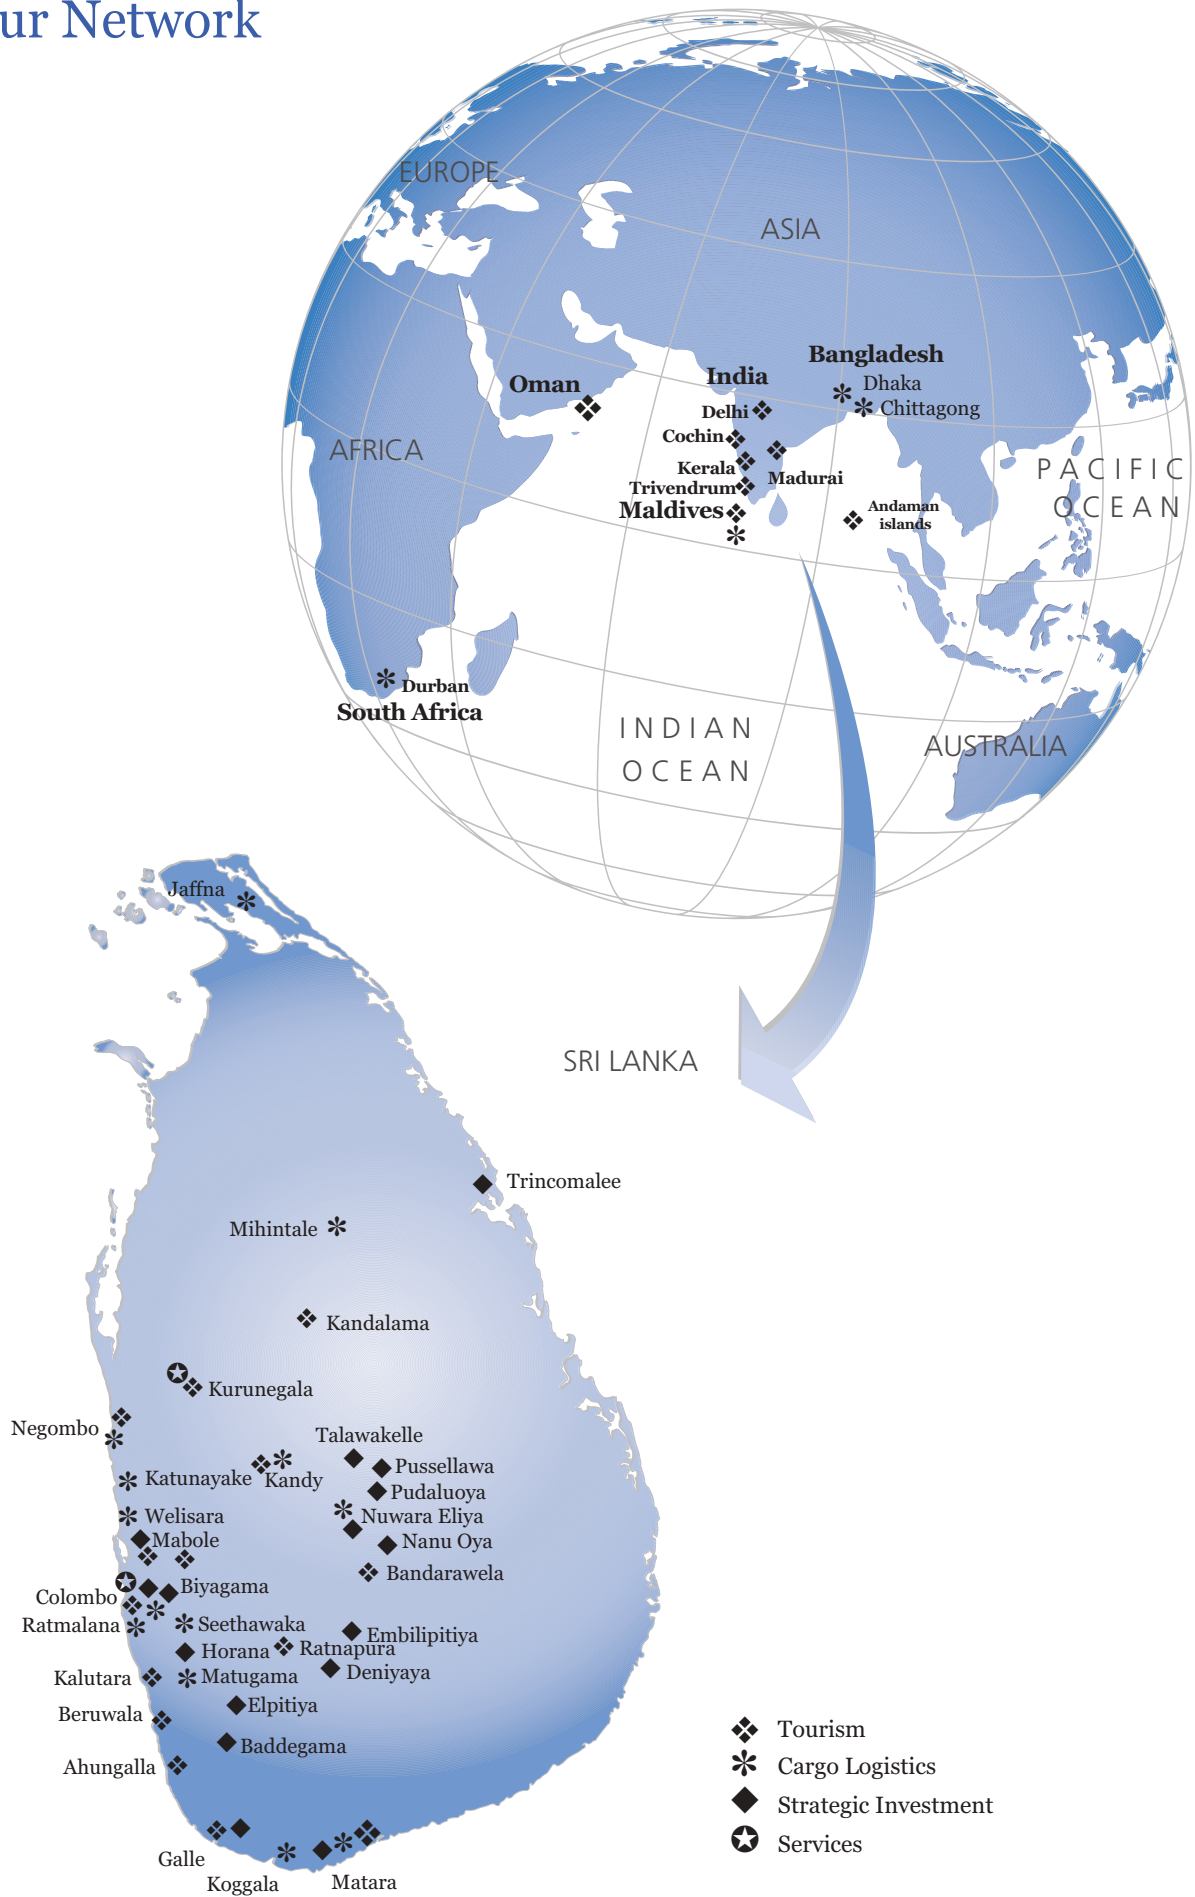 ur Network
EUROPE
ASIA
Bangladesh
India
Oman
Dhaka
Delhi
Chittagong
Cochin
AFRICA
Kerala
PACIFIC
Madurai
Trivendrum
Maldives
Andaman
islands
OCEAN
Durban
South Africa
INDIAN
OCEAN
AUSTRALIA
Jaffna
SRI LANKA
Trincomalee
Mihintale
Kandalama
Kurunegala
Negombo
Talawakelle
Pussellawa
Katunayake
Kandy
Pudaluoya
Welisara
Nuwara Eliya
Mabole
Nanu Oya
Bandarawela
Biyagama
Colombo
Ratmalana
Seethawaka
Embilipitiya
Horana
Ratnapura
Deniyaya
Kalutara
Matugama
Elpitiya
Beruwala
Baddegama
Ahungalla
Galle
Koggala
Matara
Tourism
Cargo Logistics
Strategic Investment
Services